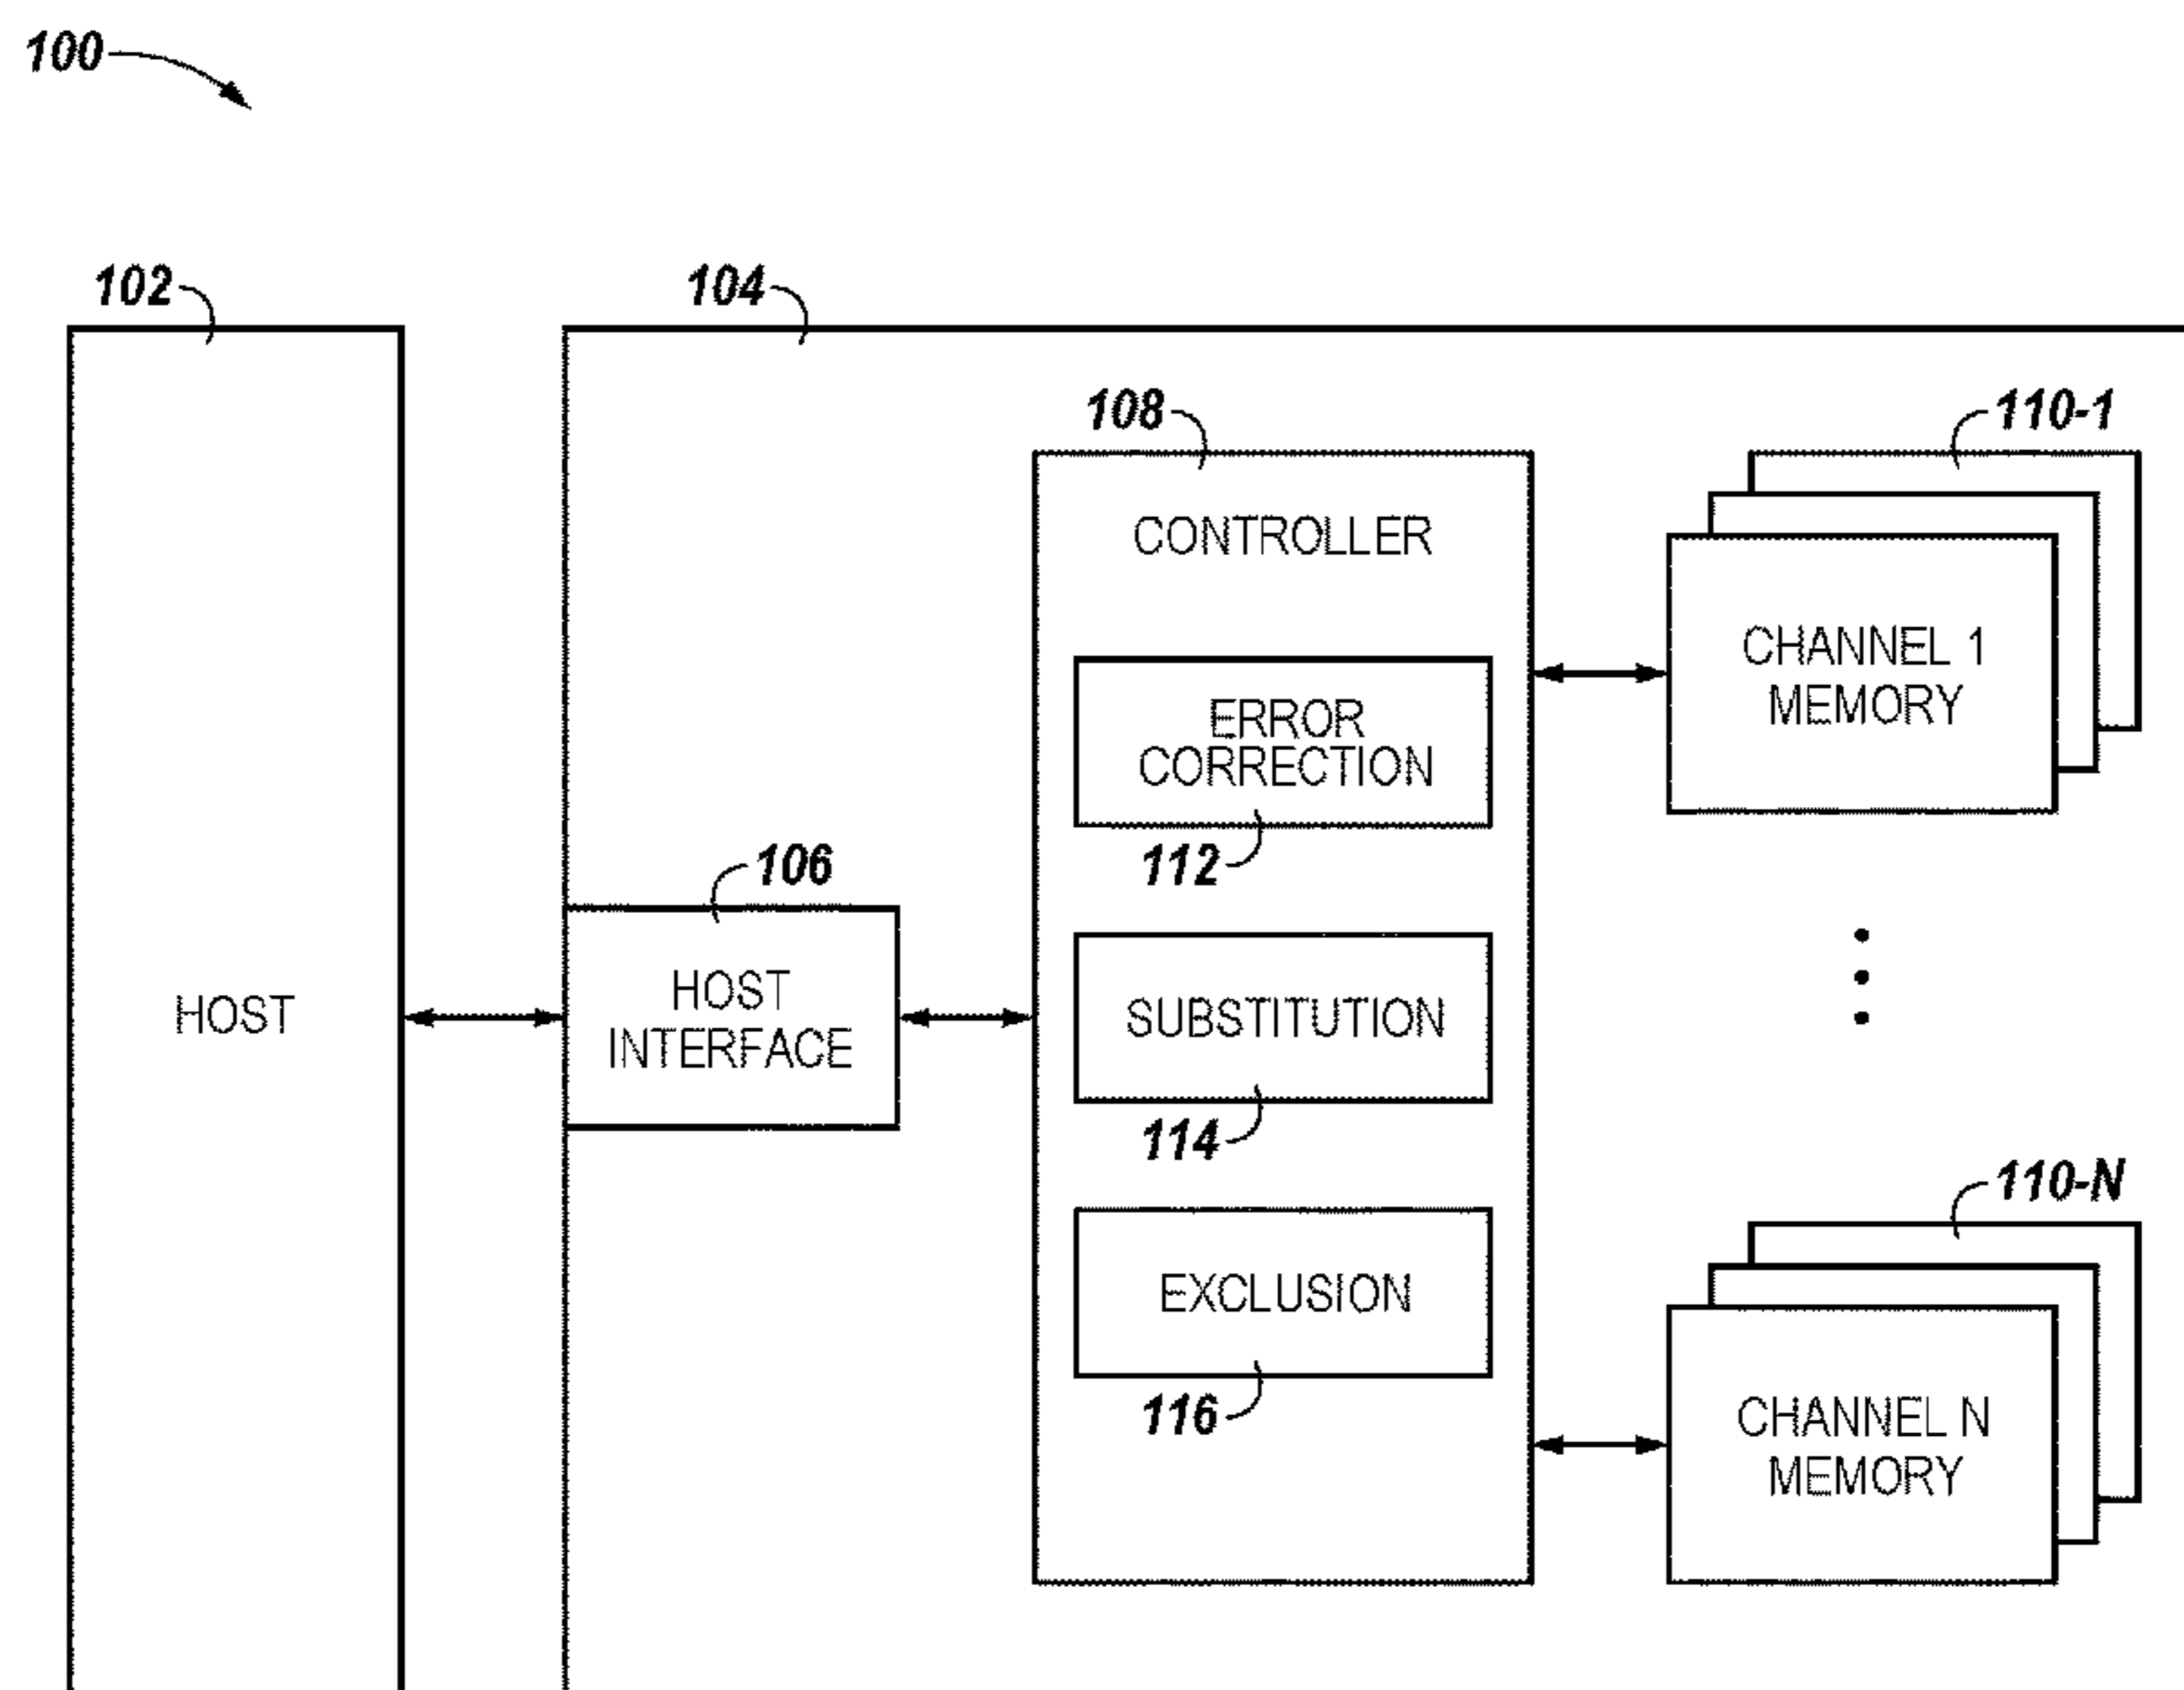 100
102
104
108
110-1
CONTROLLER
CHANNEL 1
MEMORY
ERROR
CORRECTION
112
106
HOST
HOST
INTERFACE
SUBSTITUTION
114
110-N
EXCLUSION
116
CHANNEL N
MEMORY